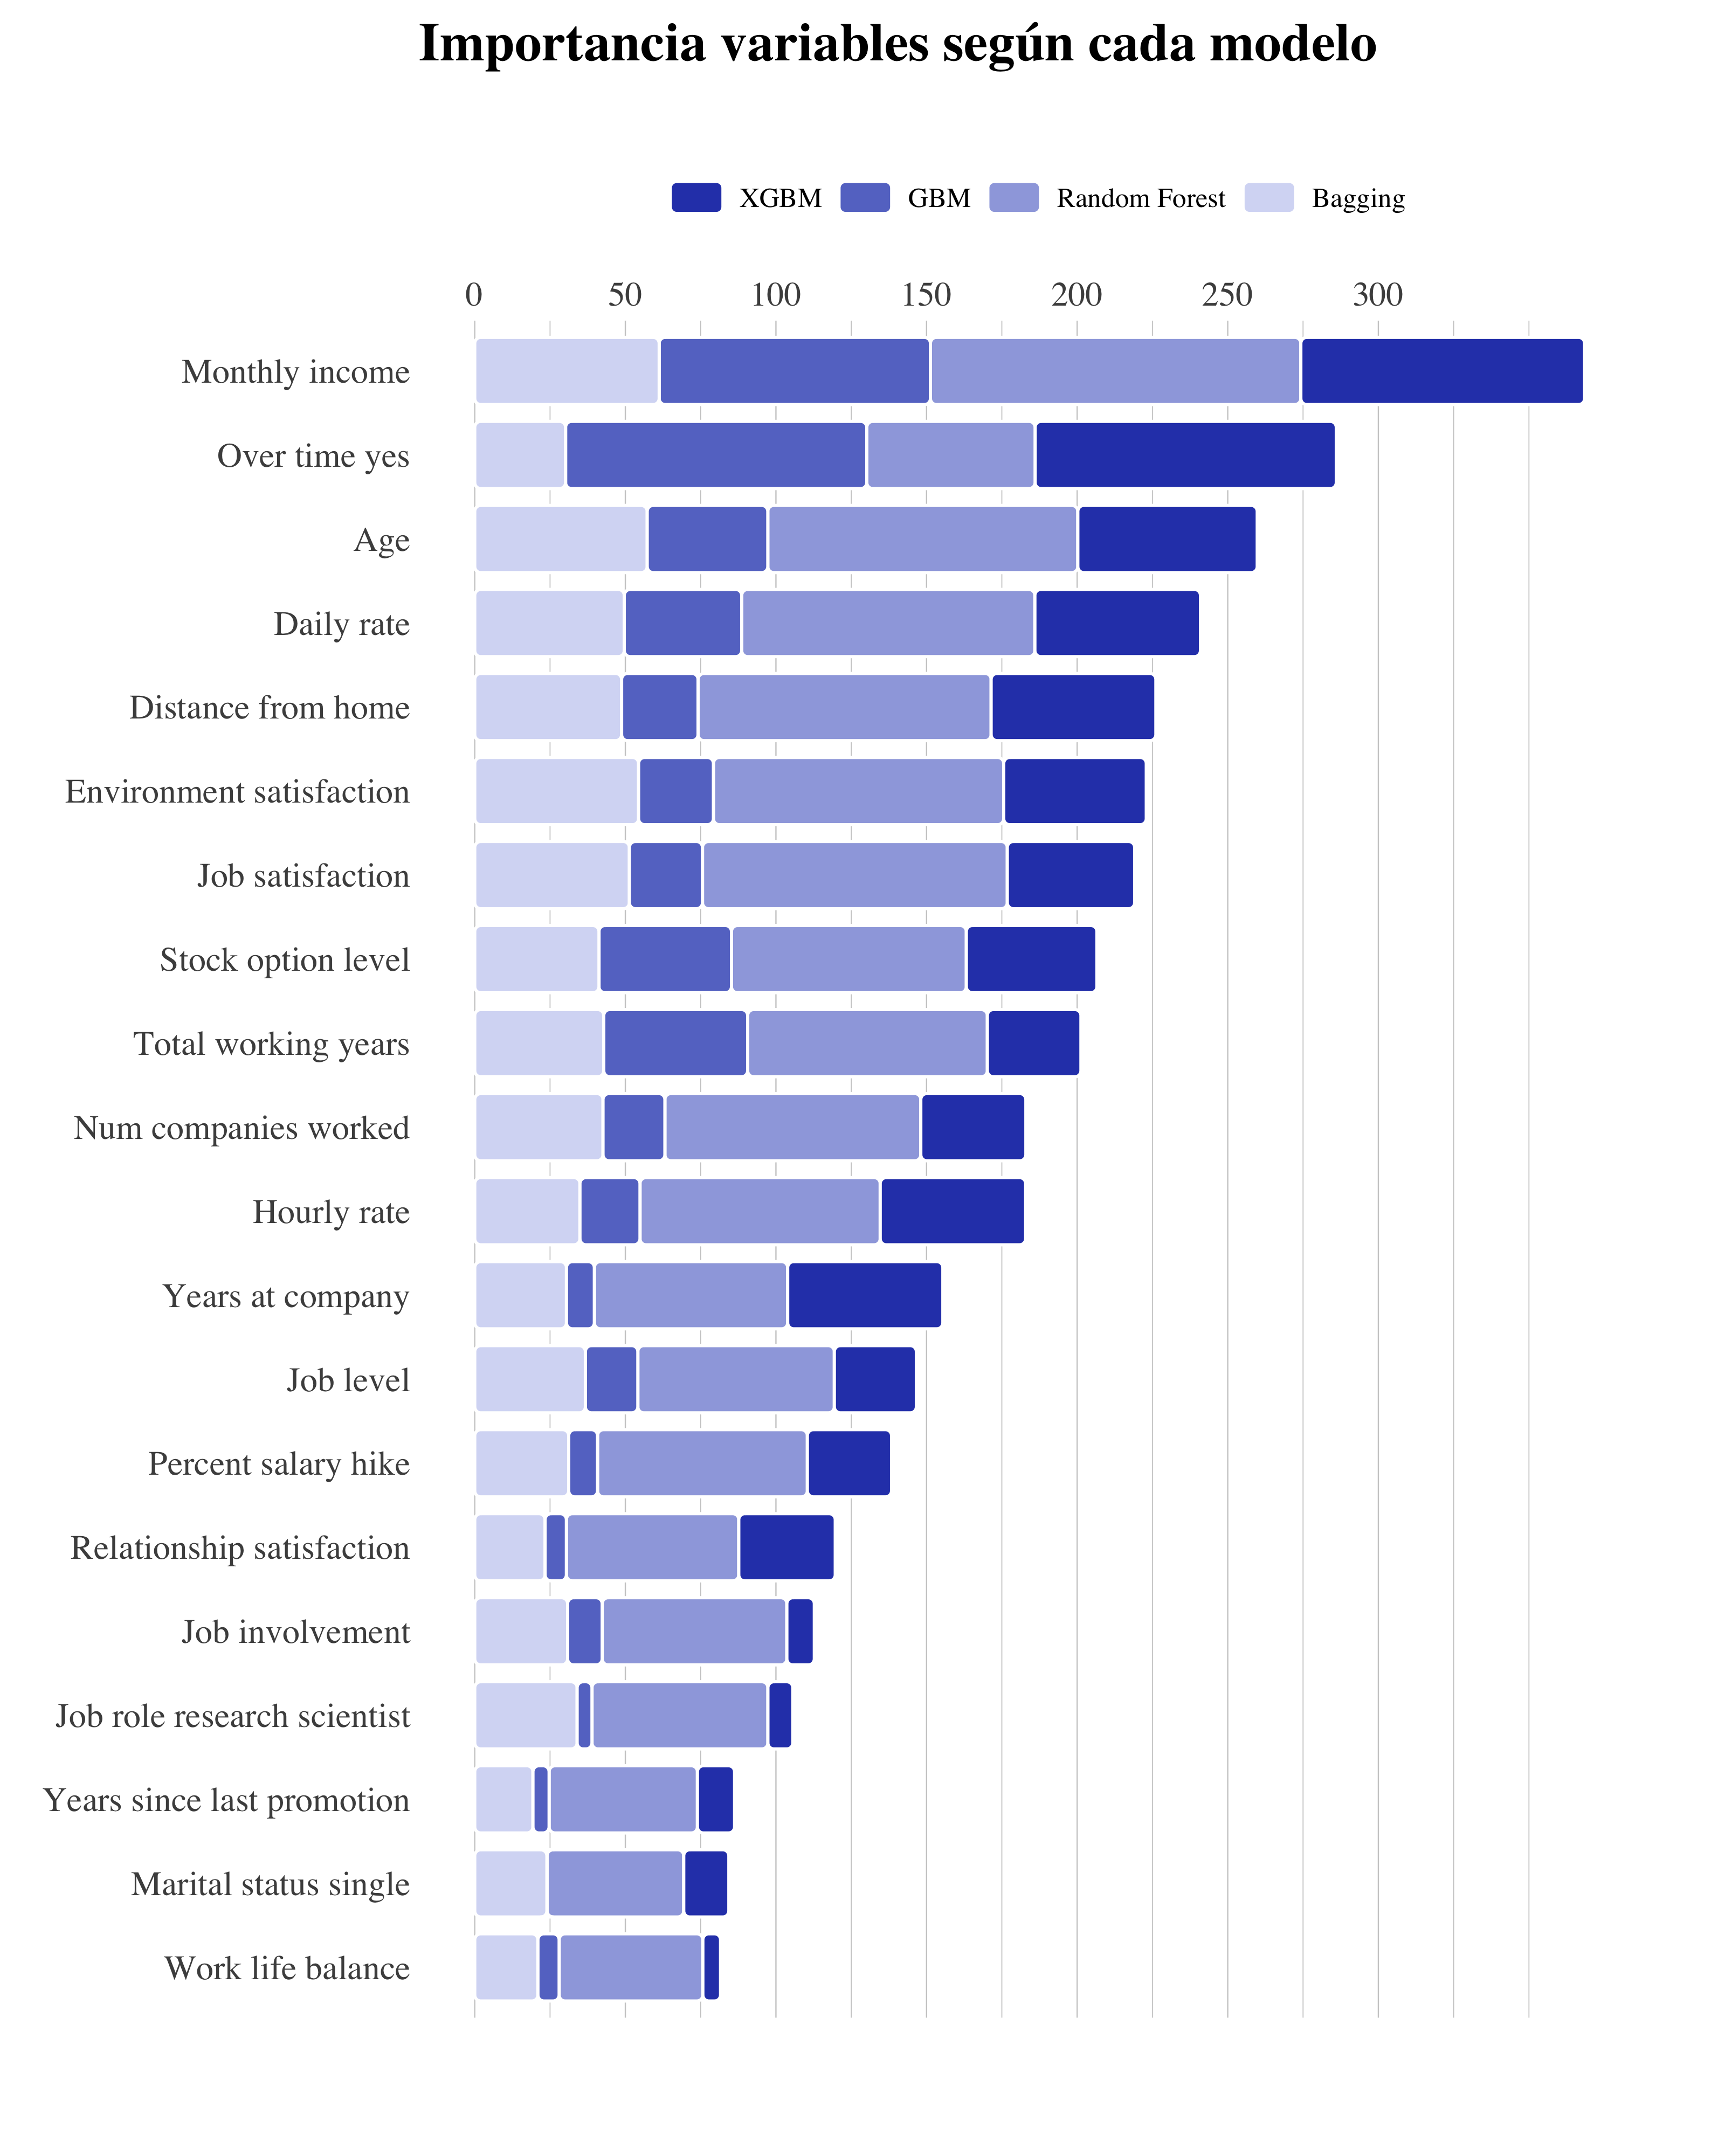 Importancia variables según cada modelo
XGBM GBM Random Forest Bagging
0 50 100 150 200 250 300
Monthly income
Over time yes
Age
Daily rate
Distance from home
Environment satisfaction
Job satisfaction
Stock option level
Total working years
Num companies worked
Hourly rate
Years at company
Job level
Percent salary hike
Relationship satisfaction
Job involvement
Job role research scientist
Years since last promotion
Marital status single
Work life balance